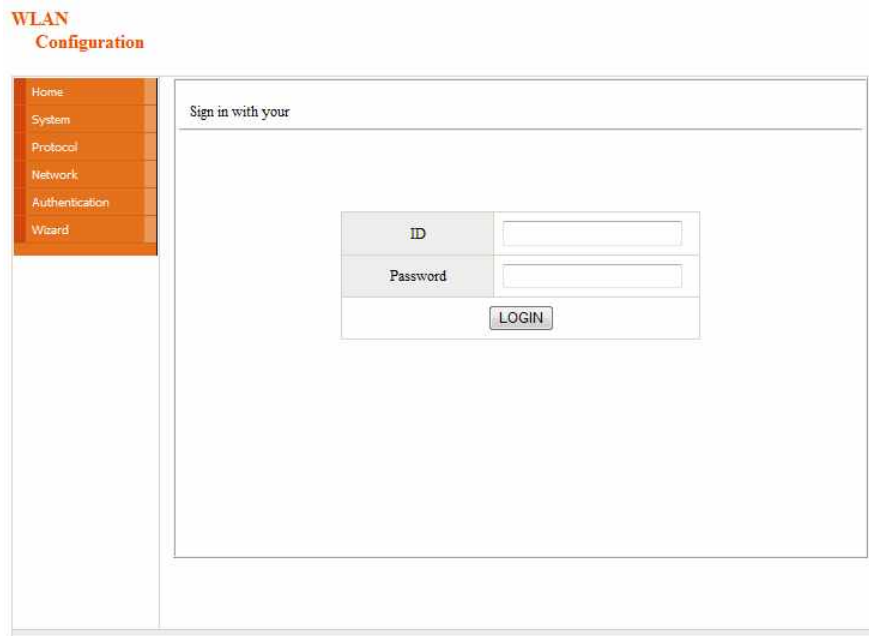 WLAN
Configuration
Home
System
Protocol
Network
Authentication
Wizard
Sign in with your
ID
Password
LOGIN